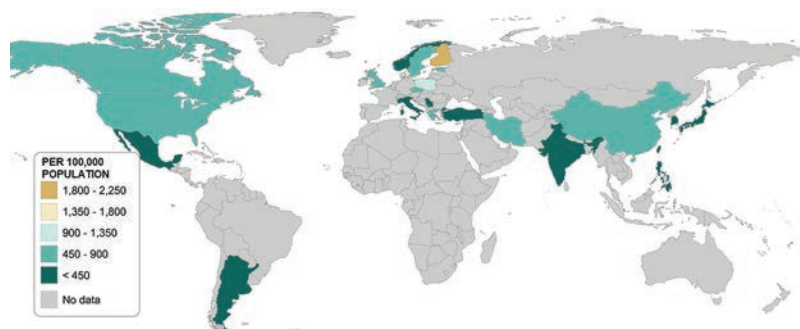 PER 100,000
POPULATION
1,800 - 2,250
1,350 - 1,800
900 - 1,350
450 - 900
< 450
No data